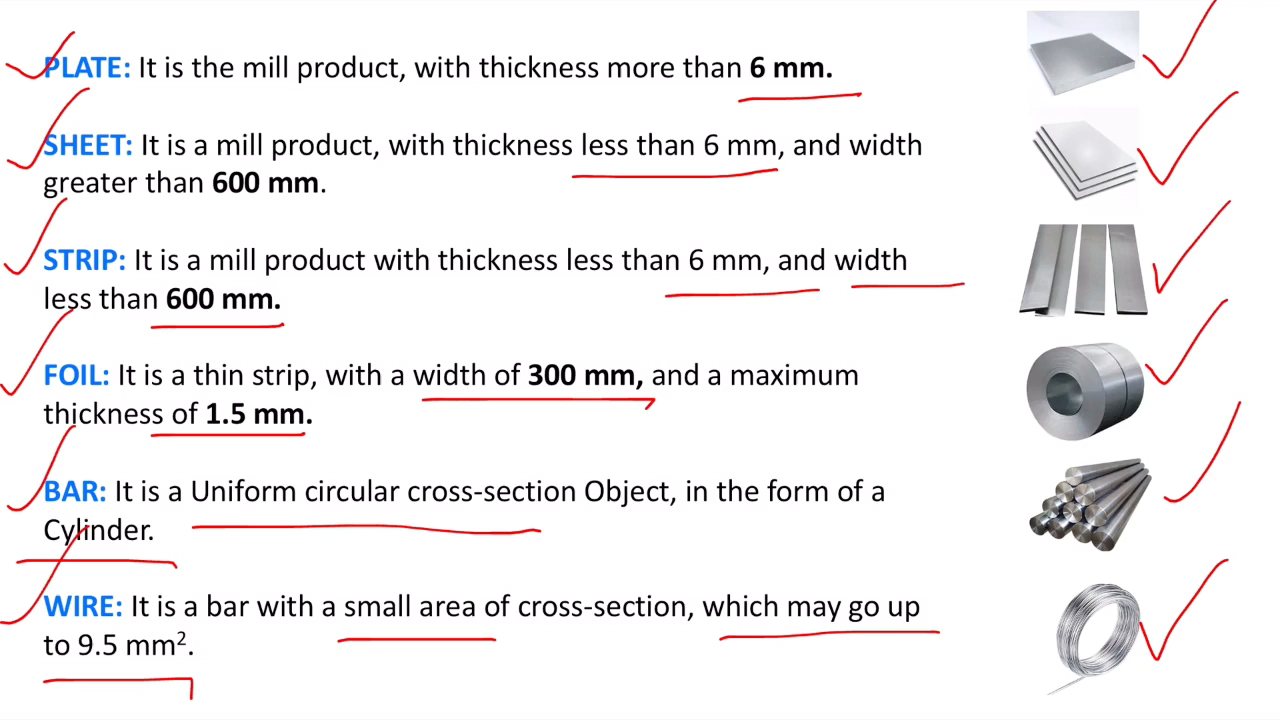 PLATE: It is the mill product, with thickness more than 6 mm.
SHEET: It is a mill product, with thickness less than 6 mm, and width
greater than 600 mm.
STRIP: It is a mill product with thickness less than 6 mm, and width
less than 600 mm.
FOIL: It is a thin strip, with a width of 300 mm, and a maximum
thickness of 1.5 mm.
BAR: It is a Uniform circular cross-section Object, in the form of a
Cylinder.
WIRE: It is a bar with a small area of cross-section, which may go up
to 9.5 mm².